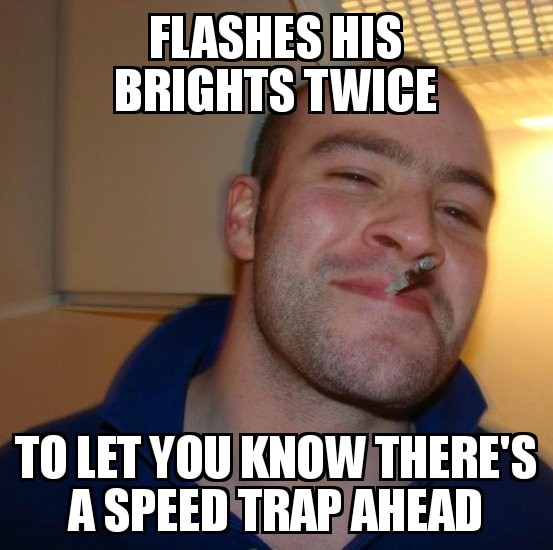 FLASHES HIS
BRIGHTS TWICE
TO LET YOU KNOW THERE'S
A SPEED TRAP AHEAD